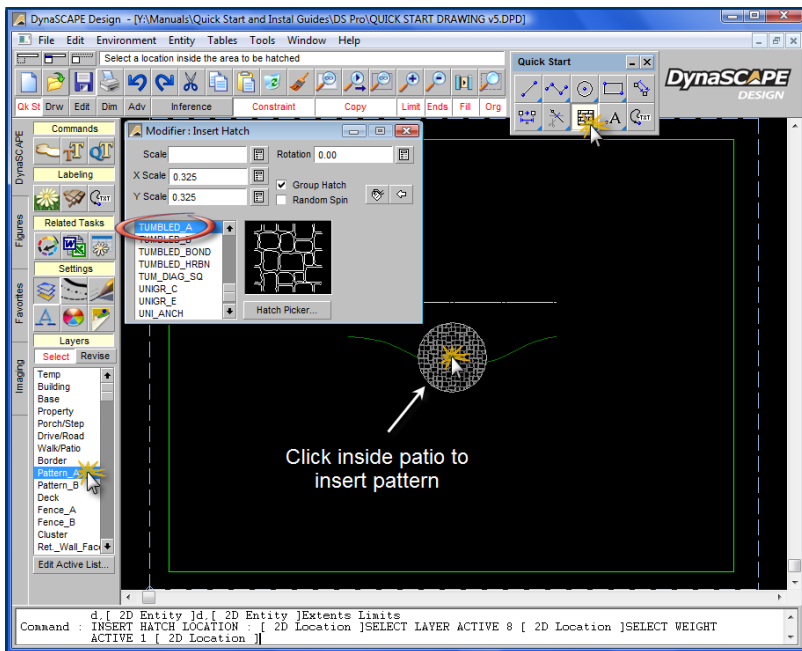 DynaSCAPE Design - [Y:\Manuals\Quick Start and Instal Guides\DS Pro\QUICK START DRAWING v5.DPD]
File Edit Environment Entity Tables Tools Window Help
Select a location inside the area to be hatched
Quick Start
DynaSCAPE
DESIGN
Qk St Drw Edit Dim Adv Inference Constraint Copy Limit Ends Fill Org
A TXT
DynaSCAPE
Figures
Favorites
Imaging
Commands
Labeling
TXT
Related Tasks
Settings
Layers
Select Revise
Temp
Building
Base
Property
Porch/Step
Drive/Road
Walk/Patio
Border
Pattern_A
Pattern_B
Deck
Fence_A
Fence_B
Cluster
Ret._Wall_Face
Edit Active List...
Modifier : Insert Hatch
Scale Rotation 0.00
X Scale 0.325
Group Hatch
Y Scale 0.325
Random Spin
TUMBLED_A
TUMBLED_B
TUMBLED_BOND
TUMBLED_HRBN
TUM_DIAG_SQ
UNIGR_C
UNIGR_E
UNI_ANCH
Hatch Picker...
Click inside patio to
insert pattern
d,[ 2D Entity ]d,[ 2D Entity ]Extents Limits
Command : INSERT HATCH LOCATION : [ 2D Location ]SELECT LAYER ACTIVE 8 [ 2D Location ]SELECT WEIGHT
ACTIVE 1 [ 2D Location ]